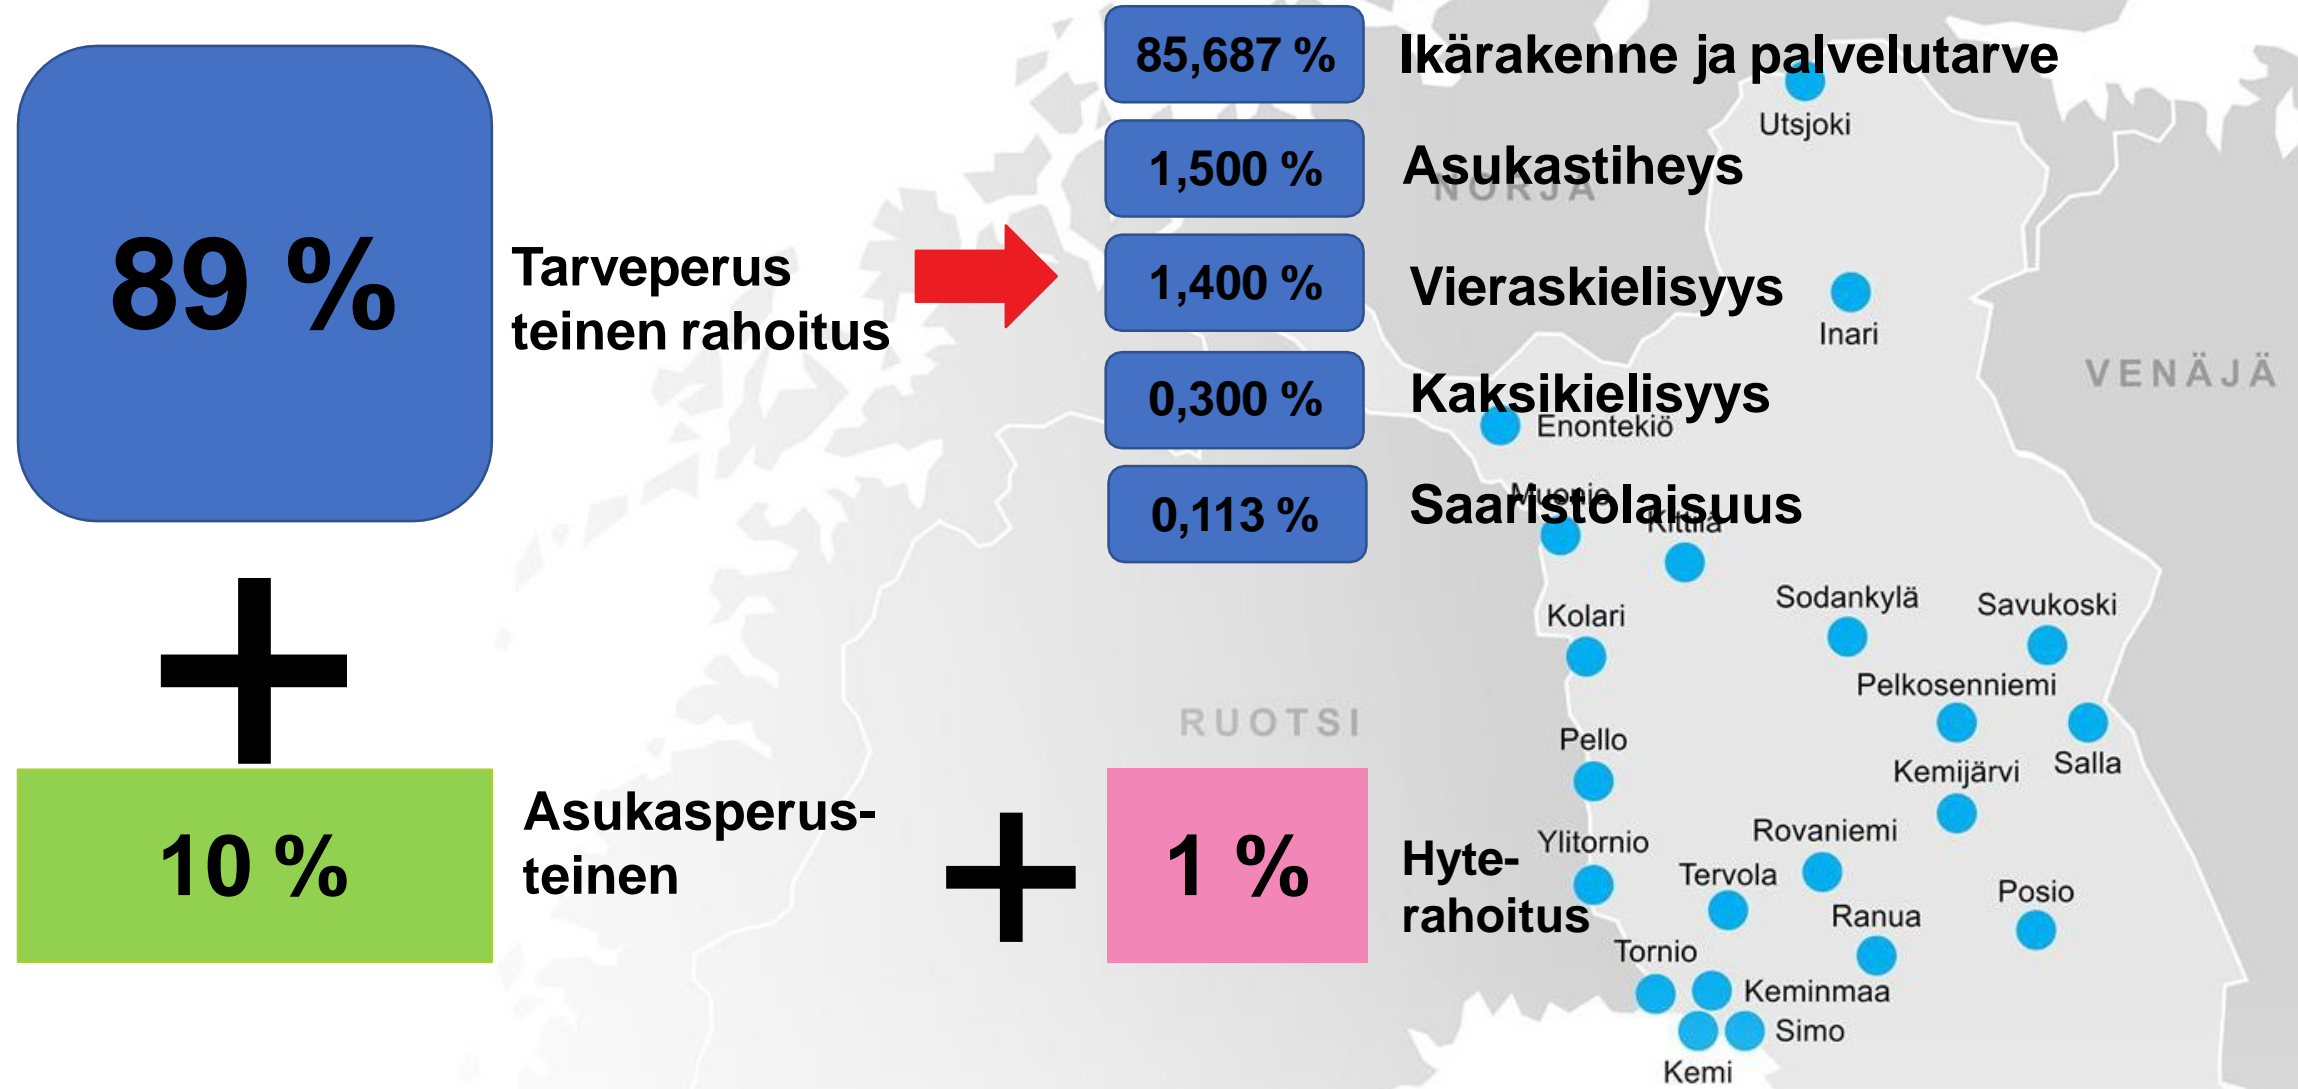 89 %
Tarveperus
teinen rahoitus
85,687 %
Ikärakenne ja palvelutarve
1,500 %
Asukastiheys
1,400 %
Vieraskielisyys
0,300 %
Kaksikielisyys
0,113 %
Saaristolaisuus
10 %
Asukasperus-
teinen
1 %
Hyte-
rahoitus
Utsjoki
NORJA
Inari
VENÄJÄ
Enontekiö
Muonio
Kittilä
Kolari
Sodankylä
Savukoski
Pelkosenniemi
RUOTSI
Pello
Kemijärvi
Salla
Ylitornio
Rovaniemi
Tervola
Posio
Ranua
Tornio
Keminmaa
Simo
Kemi